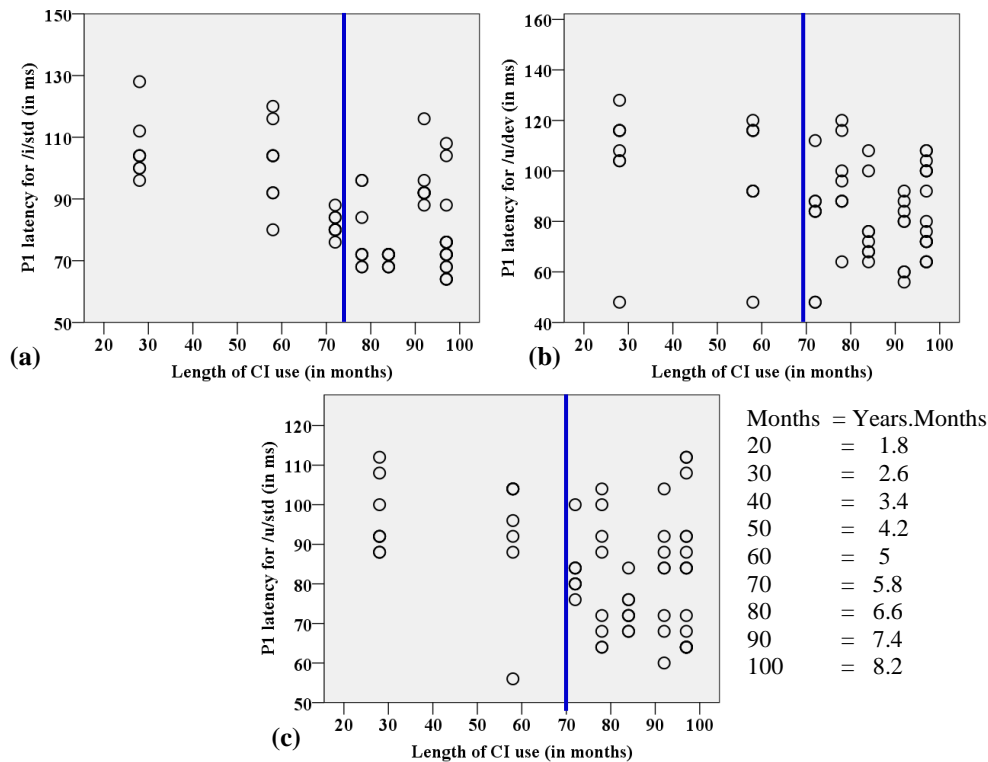 150
130
110
90
70
50
P1 latency for /i/std (in ms)
20 30 40 50 60 70 80 90 100
Length of CI use (in months)
(a)
160
140
120
100
80
60
40
P1 latency for /u/dev (in ms)
20 30 40 50 60 70 80 90 100
Length of CI use (in months)
(b)
120
110
100
90
80
70
60
50
P1 latency for /u/std (in ms)
20 30 40 50 60 70 80 90 100
Length of CI use (in months)
(c)
Months = Years.Months
20 = 1.8
30 = 2.6
40 = 3.4
50 = 4.2
60 = 5
70 = 5.8
80 = 6.6
90 = 7.4
100 = 8.2